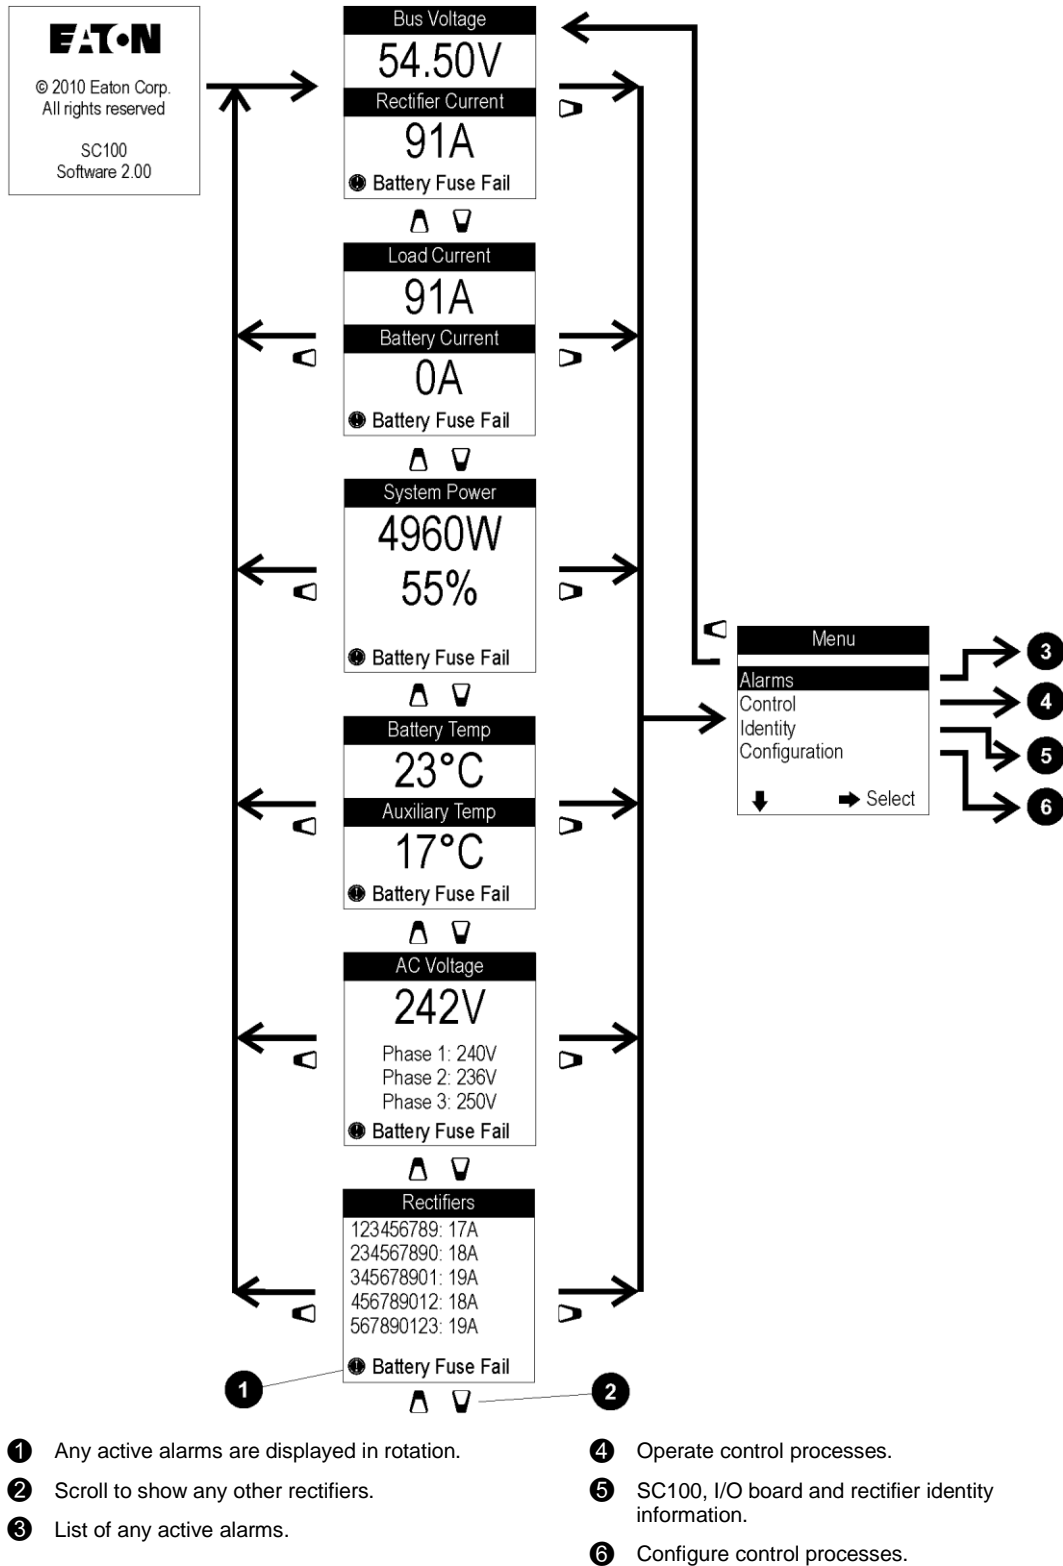 EATON
© 2010 Eaton Corp.
All rights reserved
SC100
Software 2.00
Bus Voltage
54.50V
Rectifier Current
91A
Battery Fuse Fail
Load Current
91A
Battery Current
0A
Battery Fuse Fail
System Power
4960W
55%
Battery Fuse Fail
Battery Temp
23°C
Auxiliary Temp
17°C
Battery Fuse Fail
AC Voltage
242V
Phase 1: 240V
Phase 2: 236V
Phase 3: 250V
Battery Fuse Fail
Rectifiers
123456789: 17A
234567890: 18A
345678901: 19A
456789012: 18A
567890123: 19A
Battery Fuse Fail
1
2
Menu
Alarms
Control
Identity
Configuration
Select
3
4
5
6
1 Any active alarms are displayed in rotation.
2 Scroll to show any other rectifiers.
3 List of any active alarms.
4 Operate control processes.
5 SC100, I/O board and rectifier identity
information.
6 Configure control processes.